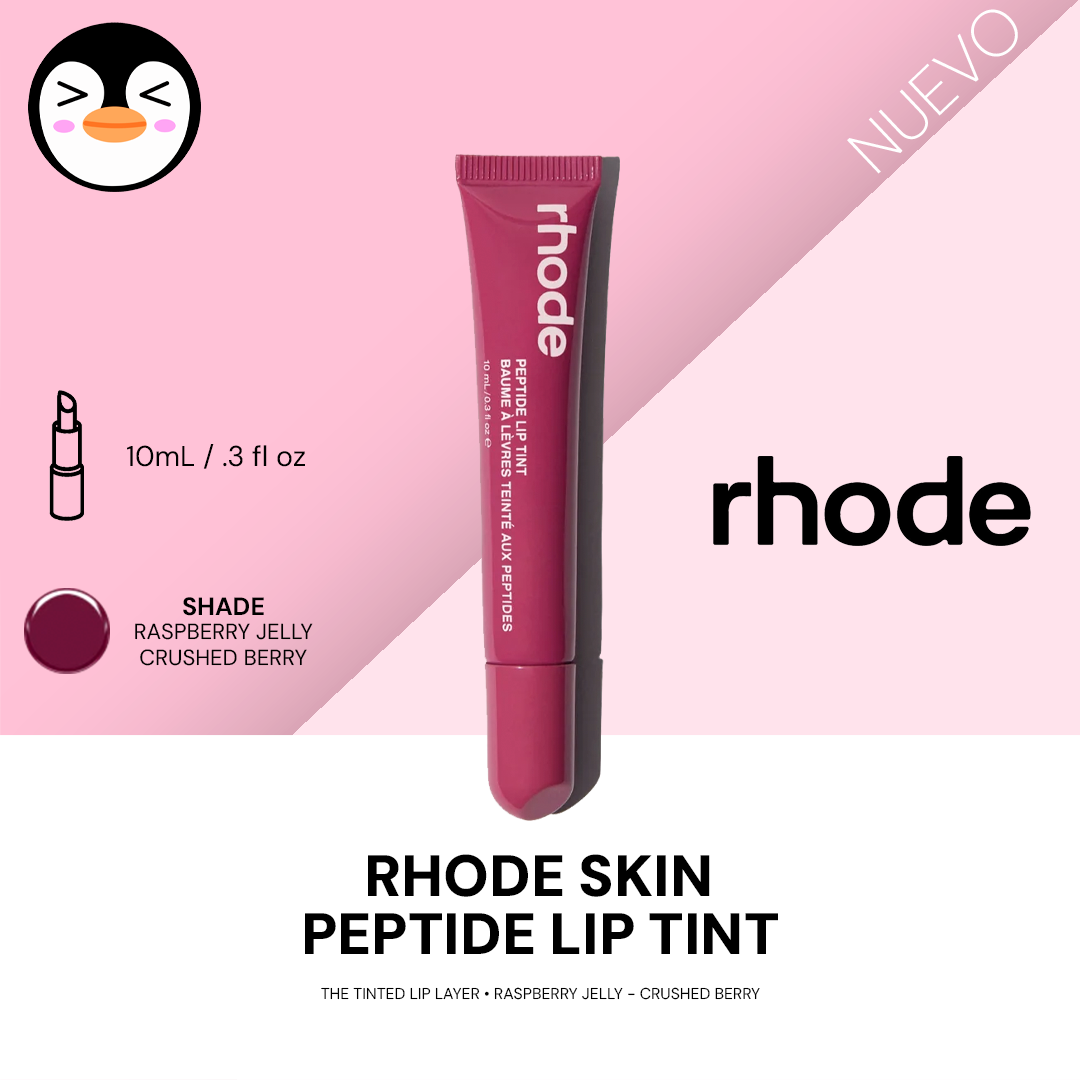 NUEVO
rhode
PEPTIDE LIP TINT
BAUME À LÈVRES TEINTÉ AUX PEPTIDES
10 mL/0.3 fl oz ℮
10mL / .3 fl oz
rhode
SHADE
RASPBERRY JELLY
CRUSHED BERRY
RHODE SKIN
PEPTIDE LIP TINT
THE TINTED LIP LAYER • RASPBERRY JELLY - CRUSHED BERRY